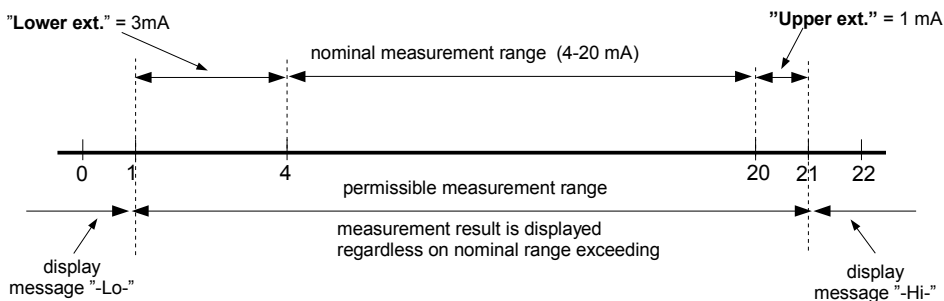 "Lower ext." = 3mA
"Upper ext." = 1 mA
nominal measurement range (4-20 mA)
0 1 4 20 21 22
permissible measurement range
measurement result is displayed
regardless on nominal range exceeding
display
message "-Lo-"
display
message "-Hi-"